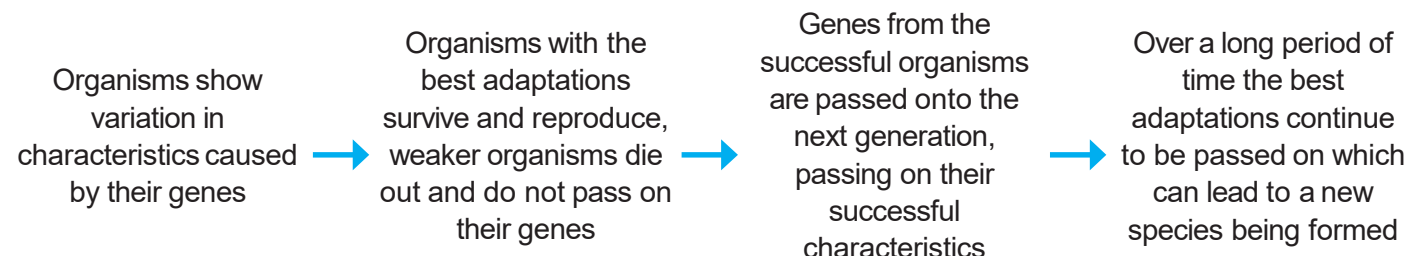 Organisms show
variation in
characteristics caused
by their genes
Organisms with the
best adaptations
survive and reproduce,
weaker organisms die
out and do not pass on
their genes
Genes from the
successful organisms
are passed onto the
next generation,
passing on their
successful
characteristics
Over a long period of
time the best
adaptations continue
to be passed on which
can lead to a new
species being formed